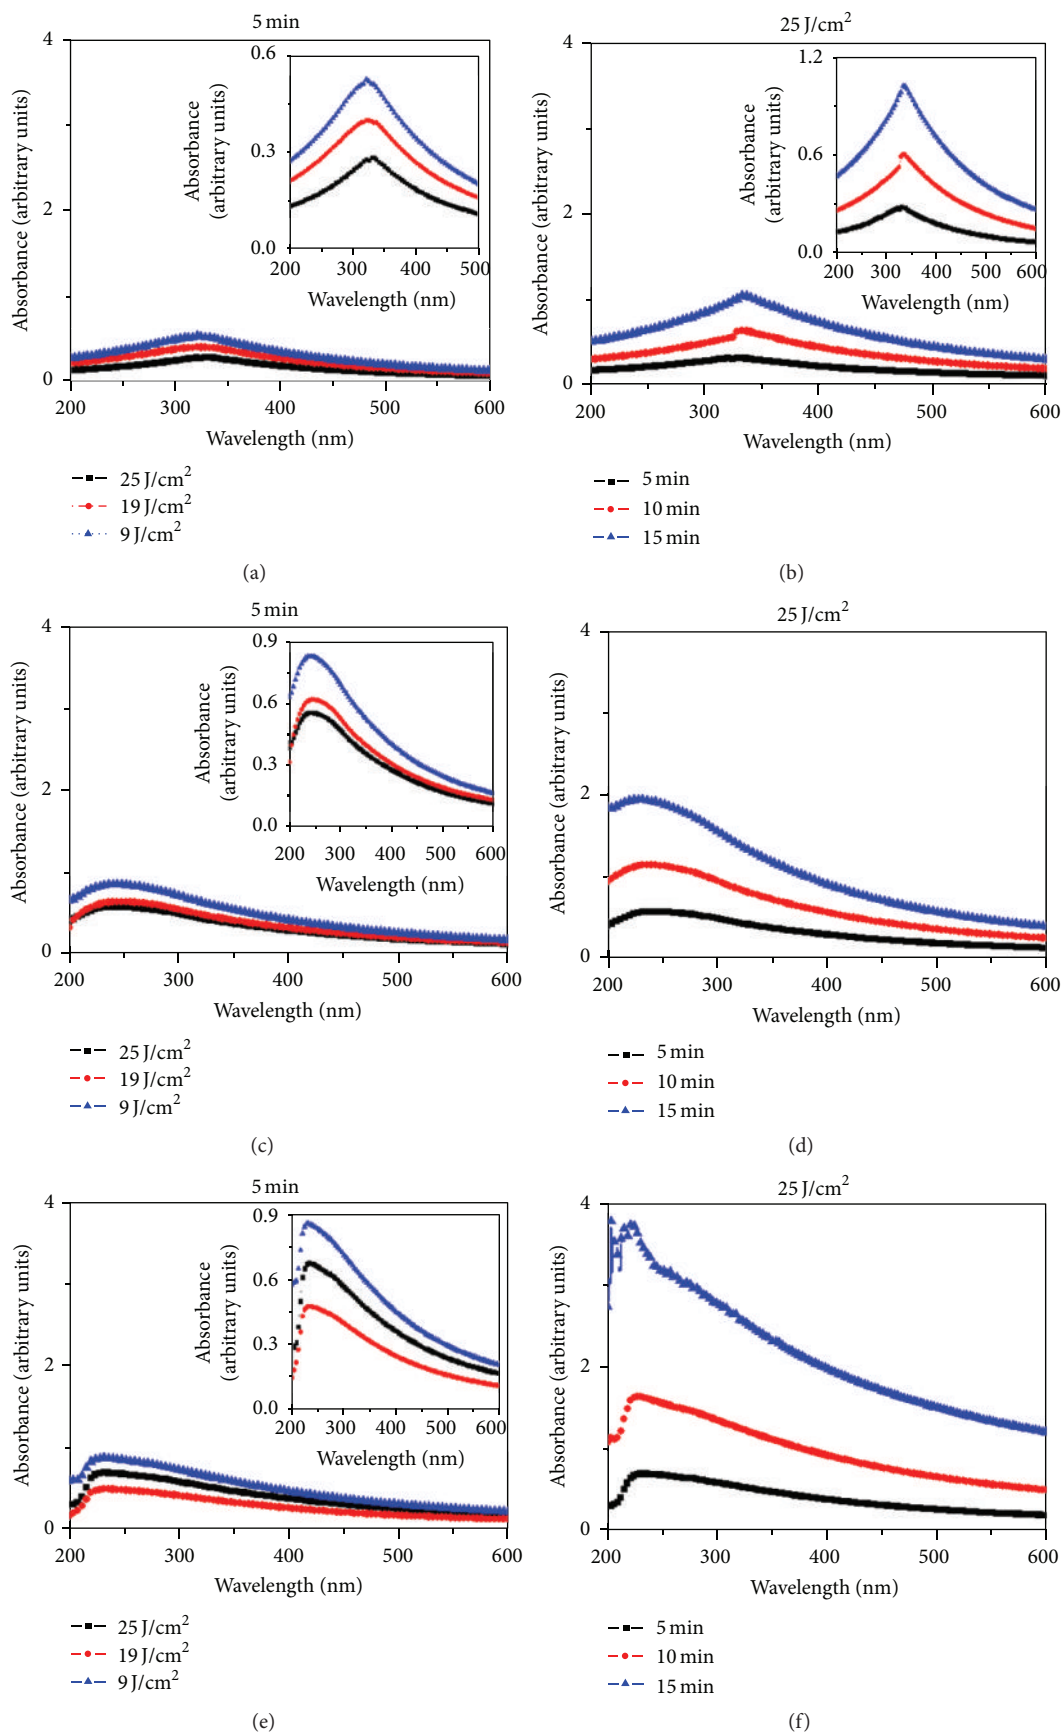 5 min
4
2
0
Absorbance (arbitrary units)
200 300 400 500 600
Wavelength (nm)
0.6
0.3
0.0
Absorbance
(arbitrary units)
200 300 400 500
Wavelength (nm)
25 J/cm²
19 J/cm²
9 J/cm²
(a)
25 J/cm²
4
2
0
Absorbance (arbitrary units)
200 300 400 500 600
Wavelength (nm)
1.2
0.6
0.0
Absorbance
(arbitrary units)
200 300 400 500 600
Wavelength (nm)
5 min
10 min
15 min
(b)
5 min
4
2
0
Absorbance (arbitrary units)
200 300 400 500 600
Wavelength (nm)
0.9
0.6
0.3
0.0
Absorbance
(arbitrary units)
200 300 400 500 600
Wavelength (nm)
25 J/cm²
19 J/cm²
9 J/cm²
(c)
25 J/cm²
4
2
0
Absorbance (arbitrary units)
200 300 400 500 600
Wavelength (nm)
5 min
10 min
15 min
(d)
5 min
4
2
0
Absorbance (arbitrary units)
200 300 400 500 600
Wavelength (nm)
0.9
0.6
0.3
0.0
Absorbance
(arbitrary units)
200 300 400 500 600
Wavelength (nm)
25 J/cm²
19 J/cm²
9 J/cm²
(e)
25 J/cm²
4
2
0
Absorbance (arbitrary units)
200 300 400 500 600
Wavelength (nm)
5 min
10 min
15 min
(f)